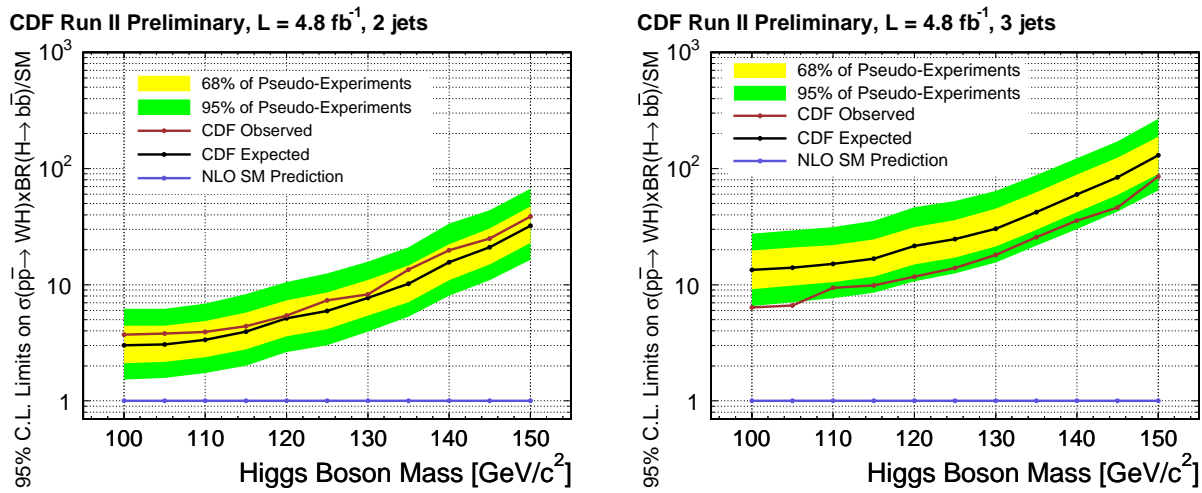 CDF Run II Preliminary, L = 4.8 fb⁻¹, 2 jets
95% C.L. Limits on σ(pp̅→ WH)xBR(H→ bb̅)/SM
10³
10²
10
1
68% of Pseudo-Experiments
95% of Pseudo-Experiments
CDF Observed
CDF Expected
NLO SM Prediction
100 110 120 130 140 150
Higgs Boson Mass [GeV/c²]
CDF Run II Preliminary, L = 4.8 fb⁻¹, 3 jets
95% C.L. Limits on σ(pp̅→ WH)xBR(H→ bb̅)/SM
10³
10²
10
1
68% of Pseudo-Experiments
95% of Pseudo-Experiments
CDF Observed
CDF Expected
NLO SM Prediction
100 110 120 130 140 150
Higgs Boson Mass [GeV/c²]